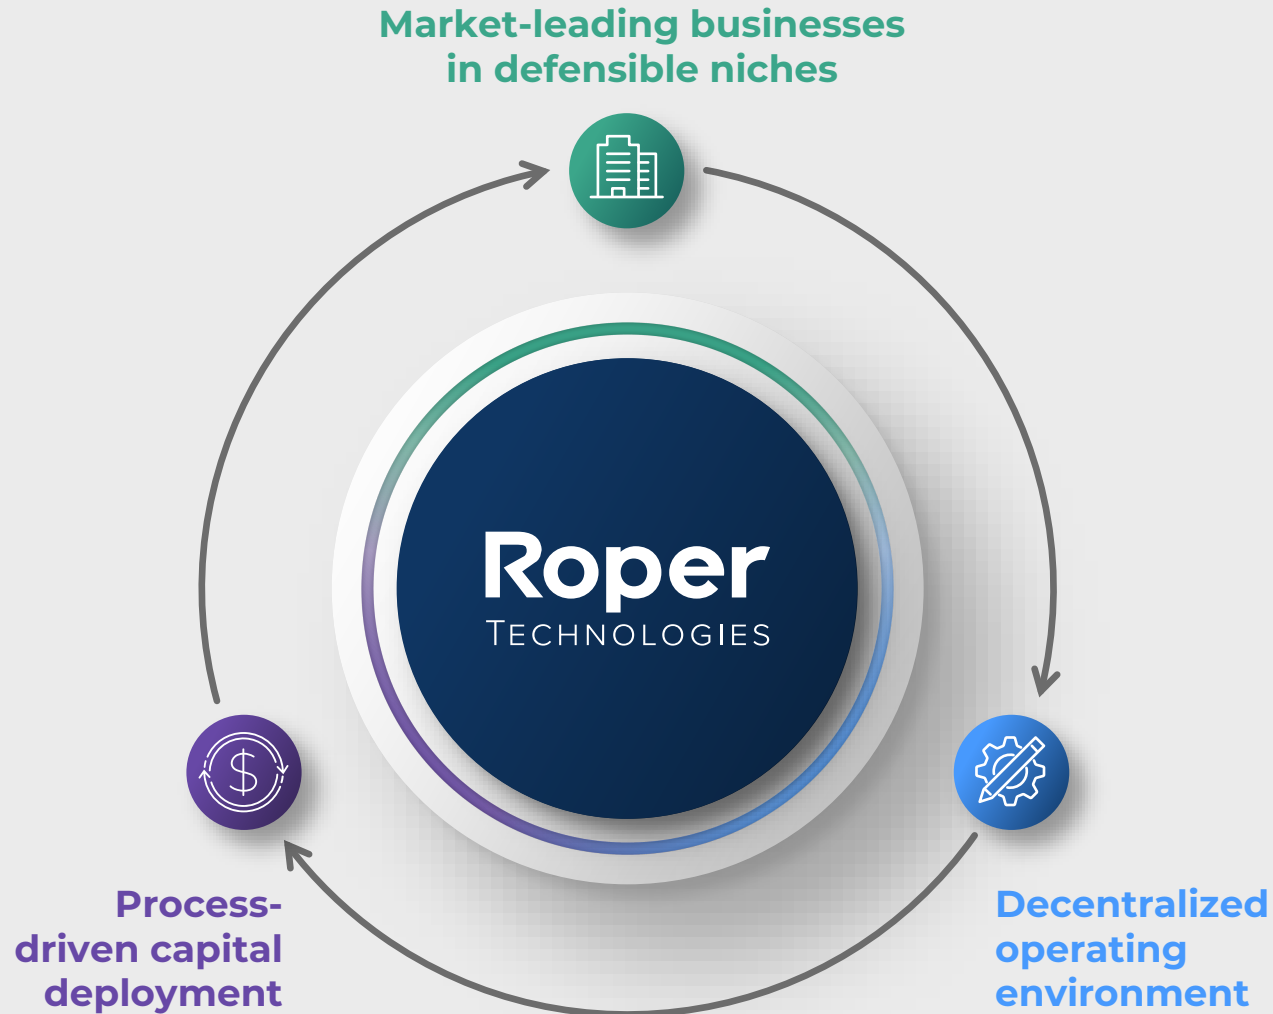 Market-leading businesses
in defensible niches
Roper
TECHNOLOGIES
$
Decentralized
operating
environment
Process-
driven capital
deployment